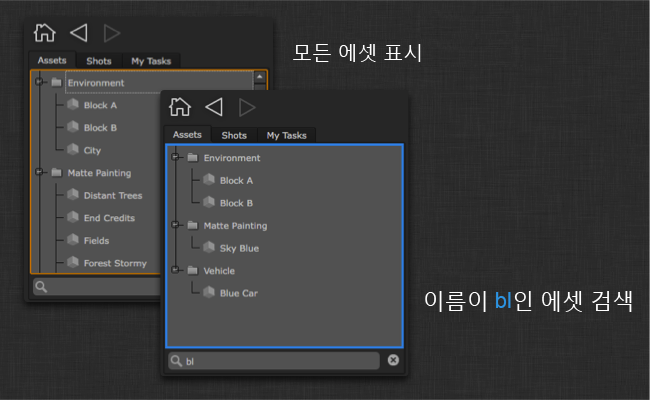 Assets Shots My Tasks
Environment
Block A
Block B
City
Matte Painting
Distant Trees
End Credits
Fields
Forest Stormy
모든 에셋 표시
Assets Shots My Tasks
Environment
Block A
Block B
Matte Painting
Sky Blue
Vehicle
Blue Car
bl
이름이 bl인 에셋 검색